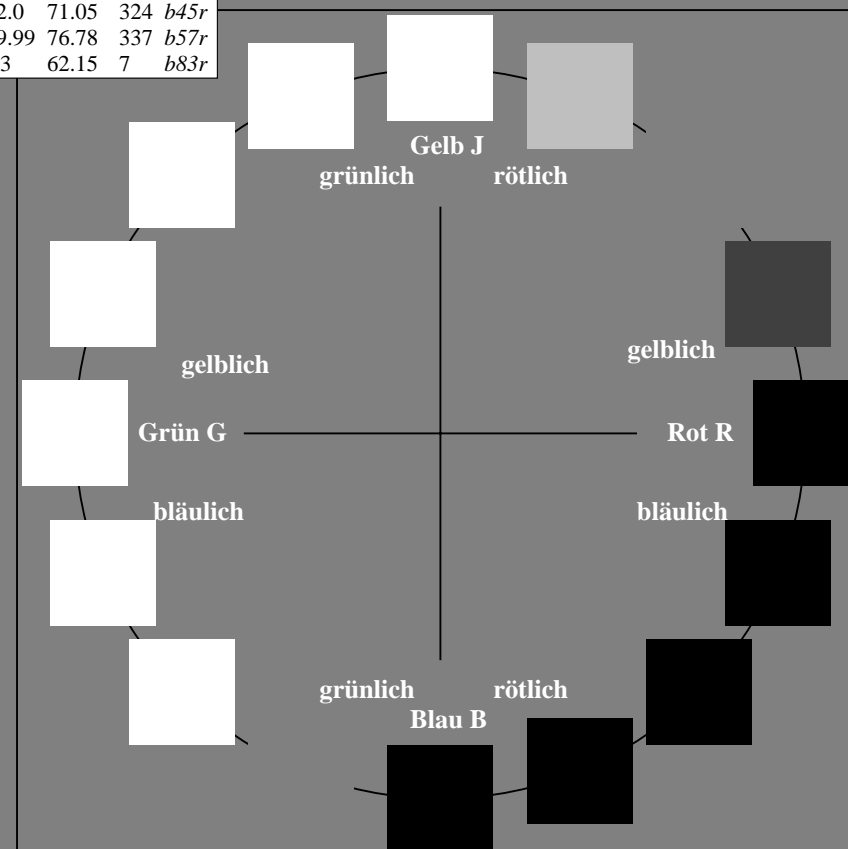 2.0 71.05 324 b45r
9.99 76.78 337 b57r
3 62.15 7 b83r
Gelb J
grünlich rötlich
gelblich gelblich
Grün G Rot R
bläulich bläulich
grünlich rötlich
Blau B